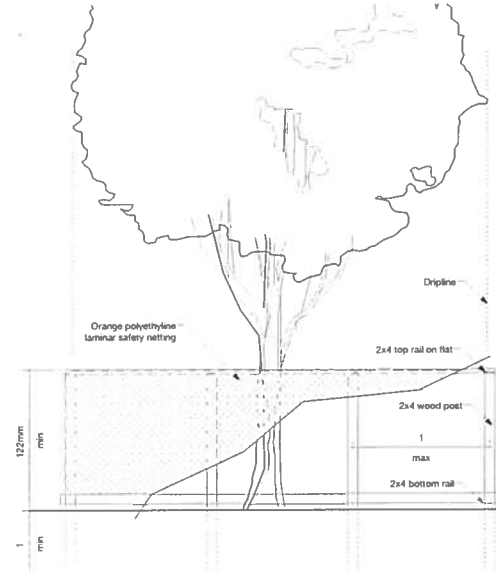 Dripline
Orange polyethyline
laminar safety netting
2x4 top rail on flat
2x4 wood post
122mm
min
1
max
2x4 bottom rail
1
min